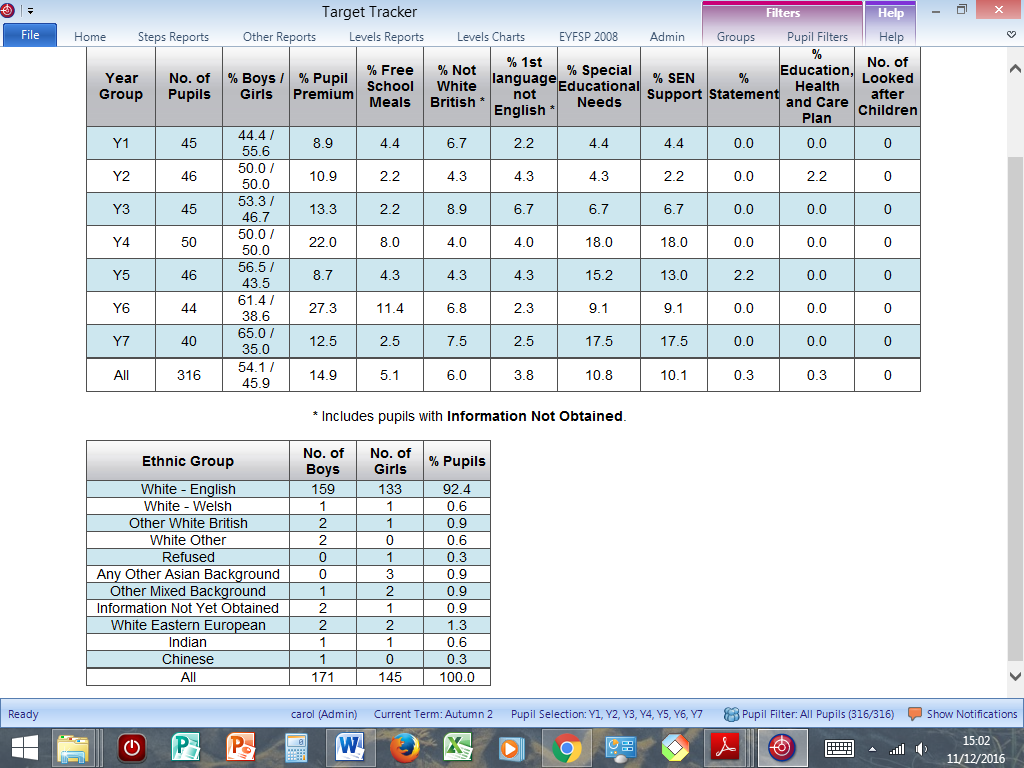 Target Tracker
Filters
Help
File
Home
Steps Reports
Other Reports
Levels Reports
Levels Charts
EYFSP 2008
Admin
Groups
Pupil Filters
Help
Year Group No. of Pupils % Boys / Girls % Pupil Premium % Free School Meals % Not White British * % 1st language not English * % Special Educational Needs % SEN Support % Statement % Education, Health and Care Plan No. of Looked after Children
Y1 45 44.4 / 55.6 8.9 4.4 6.7 2.2 4.4 4.4 0.0 0.0 0
Y2 46 50.0 / 50.0 10.9 2.2 4.3 4.3 4.3 2.2 0.0 2.2 0
Y3 45 53.3 / 46.7 13.3 2.2 8.9 6.7 6.7 6.7 0.0 0.0 0
Y4 50 50.0 / 50.0 22.0 8.0 4.0 4.0 18.0 18.0 0.0 0.0 0
Y5 46 56.5 / 43.5 8.7 4.3 4.3 4.3 15.2 13.0 2.2 0.0 0
Y6 44 61.4 / 38.6 27.3 11.4 6.8 2.3 9.1 9.1 0.0 0.0 0
Y7 40 65.0 / 35.0 12.5 2.5 7.5 2.5 17.5 17.5 0.0 0.0 0
All 316 54.1 / 45.9 14.9 5.1 6.0 3.8 10.8 10.1 0.3 0.3 0
* Includes pupils with Information Not Obtained.
Ethnic Group No. of Boys No. of Girls % Pupils
White - English 159 133 92.4
White - Welsh 1 1 0.6
Other White British 2 1 0.9
White Other 2 0 0.6
Refused 0 1 0.3
Any Other Asian Background 0 3 0.9
Other Mixed Background 1 2 0.9
Information Not Yet Obtained 2 1 0.9
White Eastern European 2 2 1.3
Indian 1 1 0.6
Chinese 1 0 0.3
All 171 145 100.0
Ready
carol (Admin)
Current Term: Autumn 2
Pupil Selection: Y1, Y2, Y3, Y4, Y5, Y6, Y7
Pupil Filter: All Pupils (316/316)
Show Notifications
15:02
11/12/2016